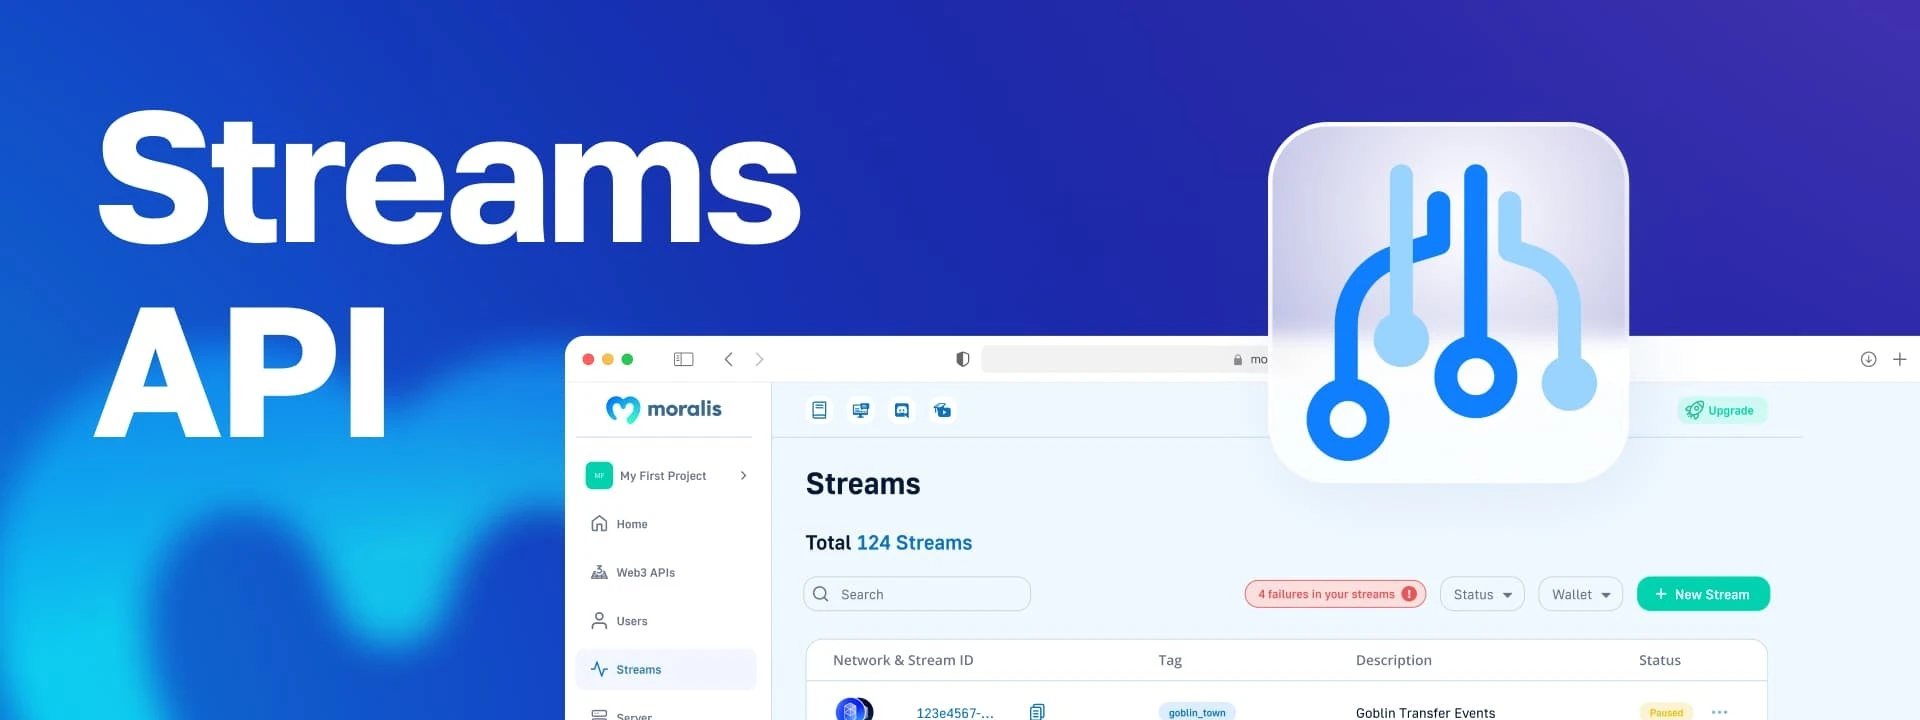 Streams
API
mo
moralis
Upgrade
MF
My First Project
Home
Web3 APIs
Users
Streams
Server
Streams
Total 124 Streams
Search
4 failures in your streams !
Status
Wallet
+ New Stream
Network & Stream ID Tag Description Status
123e4567-... goblin_town Goblin Transfer Events Paused